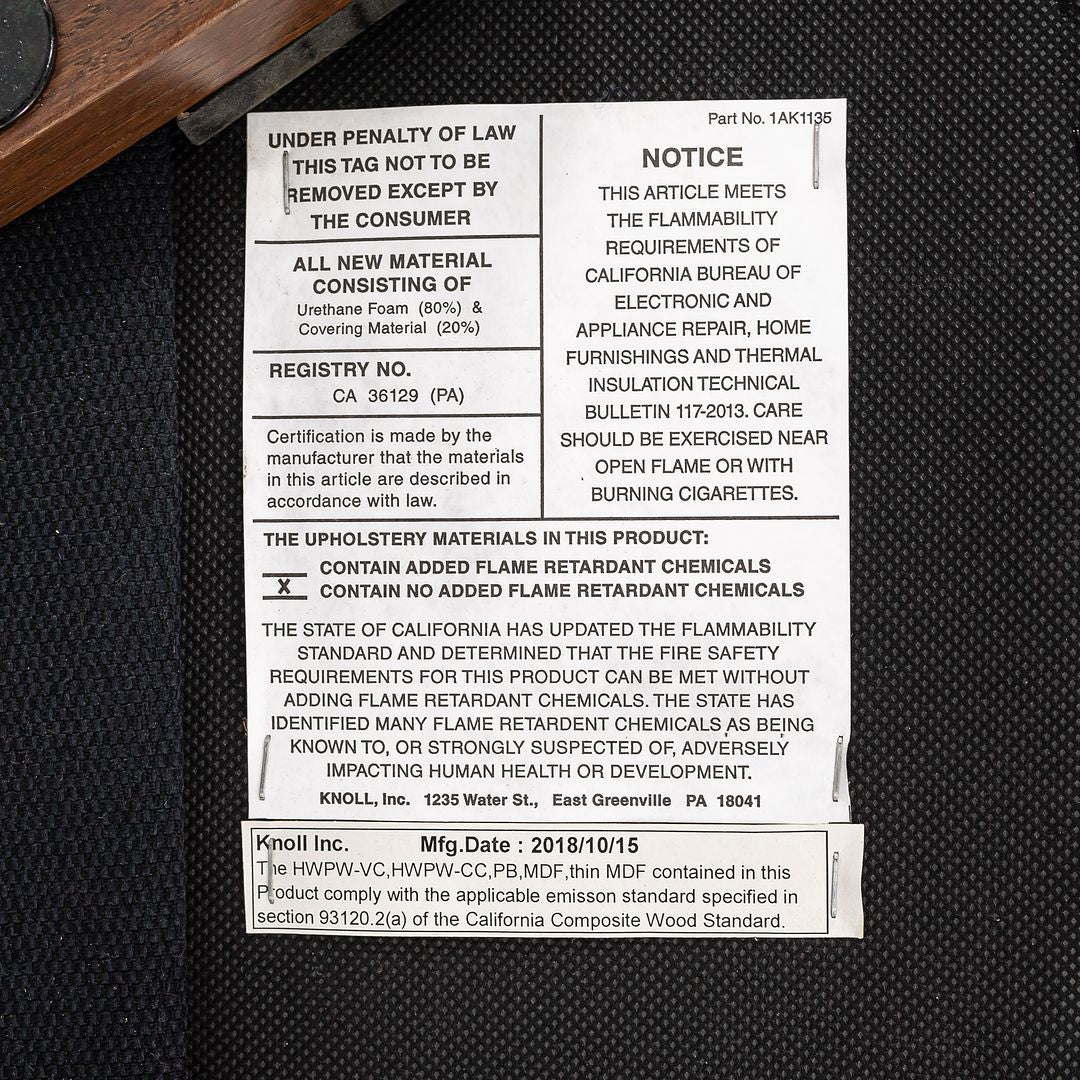 UNDER PENALTY OF LAW
THIS TAG NOT TO BE
REMOVED EXCEPT BY
THE CONSUMER
ALL NEW MATERIAL
CONSISTING OF
Urethane Foam (80%) &
Covering Material (20%)
REGISTRY NO.
CA 36129 (PA)
Certification is made by the
manufacturer that the materials
in this article are described in
accordance with law.
Part No. 1AK1135
NOTICE
THIS ARTICLE MEETS
THE FLAMMABILITY
REQUIREMENTS OF
CALIFORNIA BUREAU OF
ELECTRONIC AND
APPLIANCE REPAIR, HOME
FURNISHINGS AND THERMAL
INSULATION TECHNICAL
BULLETIN 117-2013. CARE
SHOULD BE EXERCISED NEAR
OPEN FLAME OR WITH
BURNING CIGARETTES.
THE UPHOLSTERY MATERIALS IN THIS PRODUCT:
CONTAIN ADDED FLAME RETARDANT CHEMICALS
X CONTAIN NO ADDED FLAME RETARDANT CHEMICALS
THE STATE OF CALIFORNIA HAS UPDATED THE FLAMMABILITY
STANDARD AND DETERMINED THAT THE FIRE SAFETY
REQUIREMENTS FOR THIS PRODUCT CAN BE MET WITHOUT
ADDING FLAME RETARDANT CHEMICALS. THE STATE HAS
IDENTIFIED MANY FLAME RETARDENT CHEMICALS AS BEING
KNOWN TO, OR STRONGLY SUSPECTED OF, ADVERSELY
IMPACTING HUMAN HEALTH OR DEVELOPMENT.
KNOLL, Inc. 1235 Water St., East Greenville PA 18041
Knoll Inc. Mfg.Date : 2018/10/15
The HWPW-VC,HWPW-CC,PB,MDF,thin MDF contained in this
Product comply with the applicable emisson standard specified in
section 93120.2(a) of the California Composite Wood Standard.